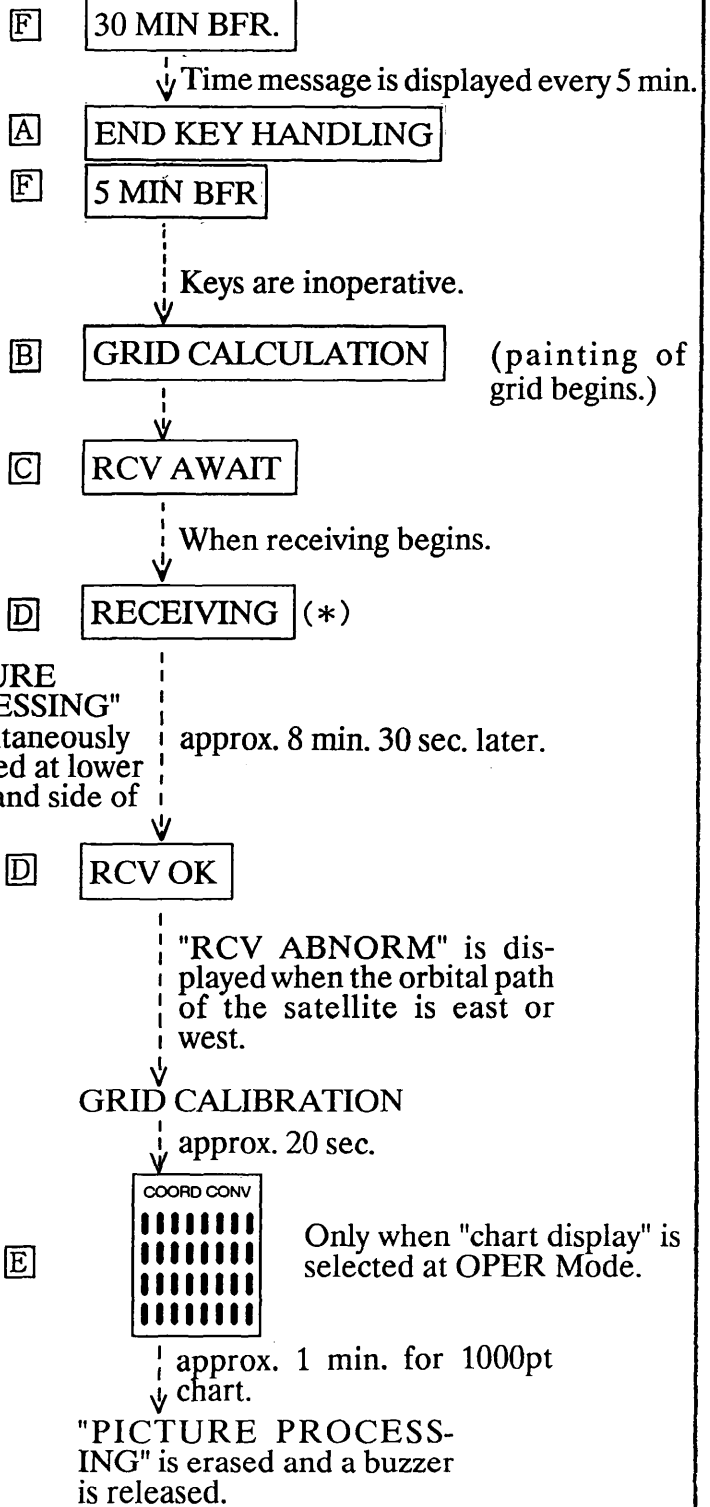 F 30 MIN BFR.
Time message is displayed every 5 min.
A END KEY HANDLING
F 5 MIN BFR
Keys are inoperative.
B GRID CALCULATION (painting of
grid begins.)
C RCV AWAIT
When receiving begins.
D RECEIVING (*)
URE
ESSING"
taneously
ed at lower
and side of
approx. 8 min. 30 sec. later.
D RCV OK
"RCV ABNORM" is dis-
played when the orbital path
of the satellite is east or
west.
GRID CALIBRATION
approx. 20 sec.
COORD CONV
E
Only when "chart display" is
selected at OPER Mode.
approx. 1 min. for 1000pt
chart.
"PICTURE PROCESS-
ING" is erased and a buzzer
is released.